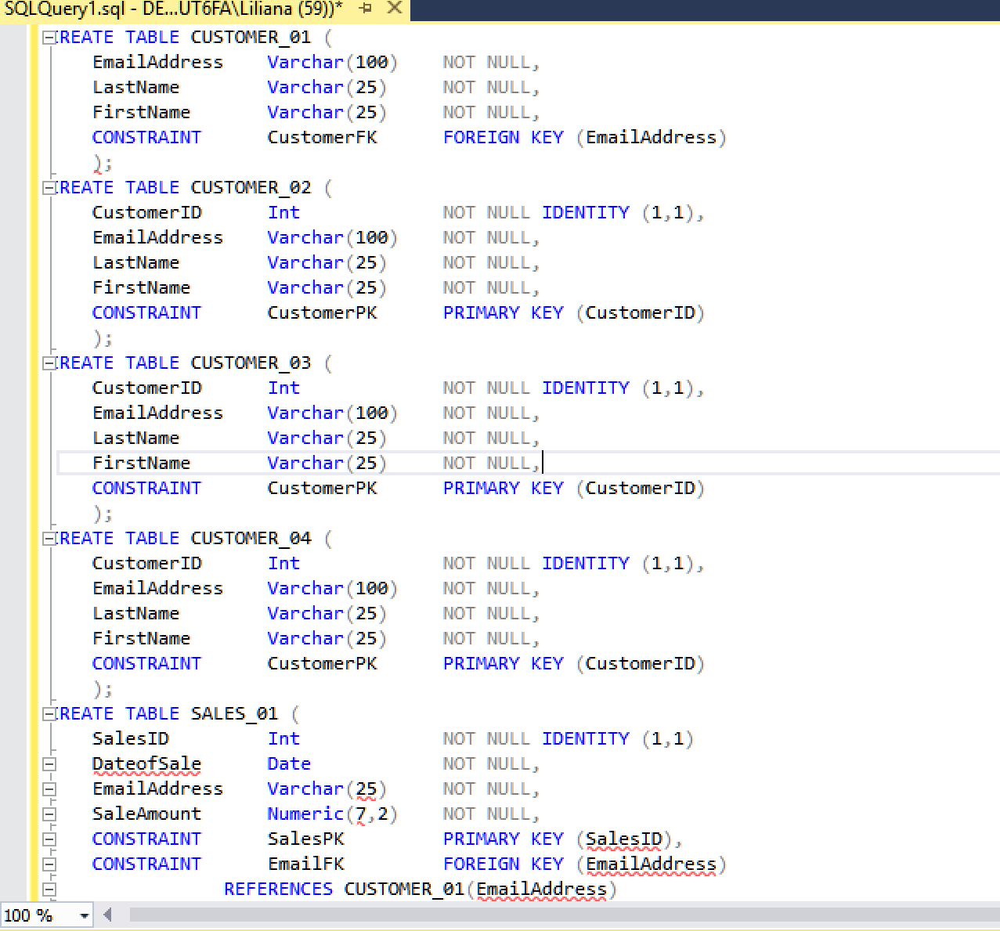 SQLQuery1.sql - DE...UT6FA\Liliana (59))*
REATE TABLE CUSTOMER_01 (
EmailAddress Varchar(100) NOT NULL,
LastName Varchar(25) NOT NULL,
FirstName Varchar(25) NOT NULL,
CONSTRAINT CustomerFK FOREIGN KEY (EmailAddress)
);
REATE TABLE CUSTOMER_02 (
CustomerID Int NOT NULL IDENTITY (1,1),
EmailAddress Varchar(100) NOT NULL,
LastName Varchar(25) NOT NULL,
FirstName Varchar(25) NOT NULL,
CONSTRAINT CustomerPK PRIMARY KEY (CustomerID)
);
REATE TABLE CUSTOMER_03 (
CustomerID Int NOT NULL IDENTITY (1,1),
EmailAddress Varchar(100) NOT NULL,
LastName Varchar(25) NOT NULL,
FirstName Varchar(25) NOT NULL,
CONSTRAINT CustomerPK PRIMARY KEY (CustomerID)
);
REATE TABLE CUSTOMER_04 (
CustomerID Int NOT NULL IDENTITY (1,1),
EmailAddress Varchar(100) NOT NULL,
LastName Varchar(25) NOT NULL,
FirstName Varchar(25) NOT NULL,
CONSTRAINT CustomerPK PRIMARY KEY (CustomerID)
);
REATE TABLE SALES_01 (
SalesID Int NOT NULL IDENTITY (1,1)
DateofSale Date NOT NULL,
EmailAddress Varchar(25) NOT NULL,
SaleAmount Numeric(7,2) NOT NULL,
CONSTRAINT SalesPK PRIMARY KEY (SalesID),
CONSTRAINT EmailFK FOREIGN KEY (EmailAddress)
REFERENCES CUSTOMER_01(EmailAddress)
100 %